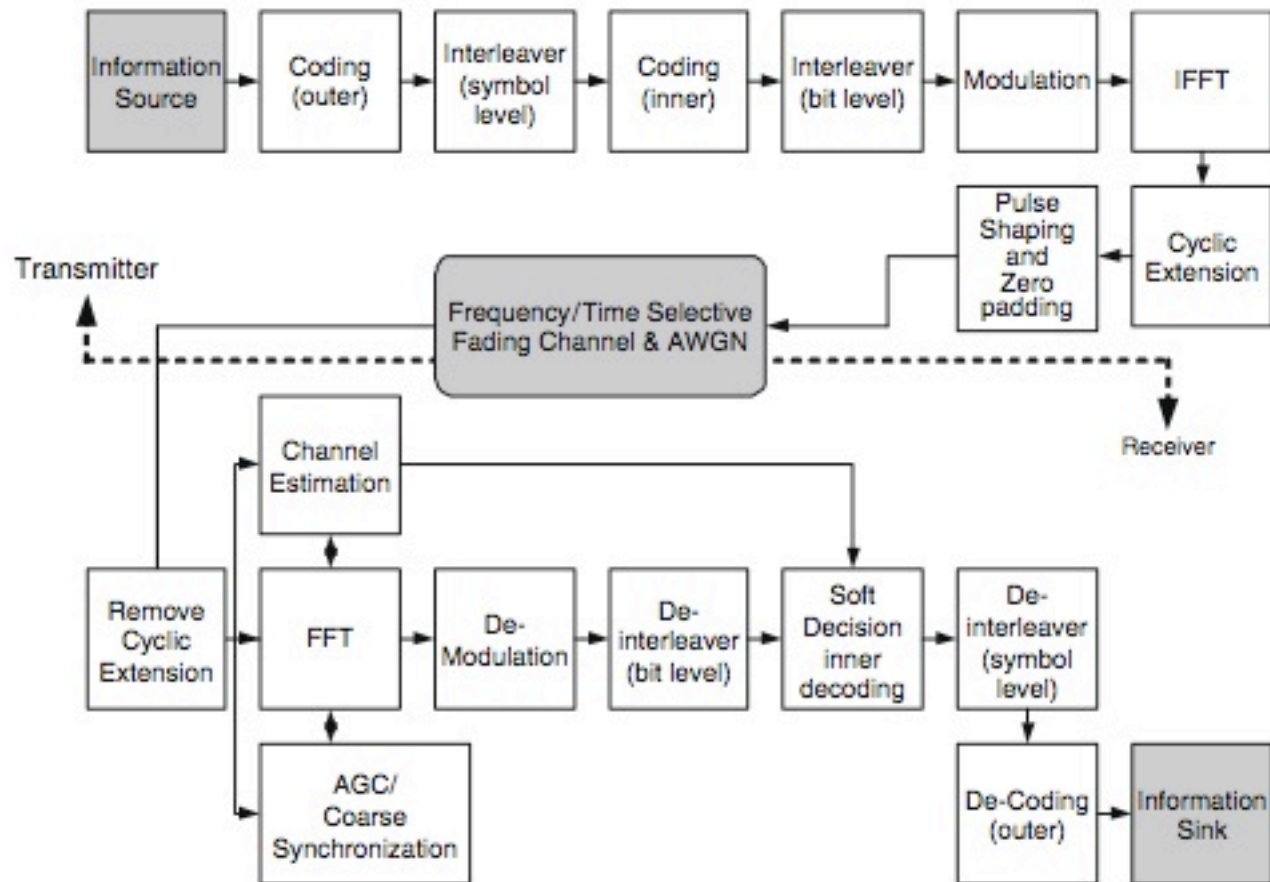 Information
Source
Coding
(outer)
Interleaver
(symbol
level)
Coding
(inner)
Interleaver
(bit level)
Modulation
IFFT
Pulse
Shaping
and
Zero
padding
Cyclic
Extension
Transmitter
Frequency/Time Selective
Fading Channel & AWGN
Receiver
Channel
Estimation
Remove
Cyclic
Extension
FFT
De-
Modulation
De-
interleaver
(bit level)
Soft
Decision
inner
decoding
De-
interleaver
(symbol
level)
AGC/
Coarse
Synchronization
De-Coding
(outer)
Information
Sink